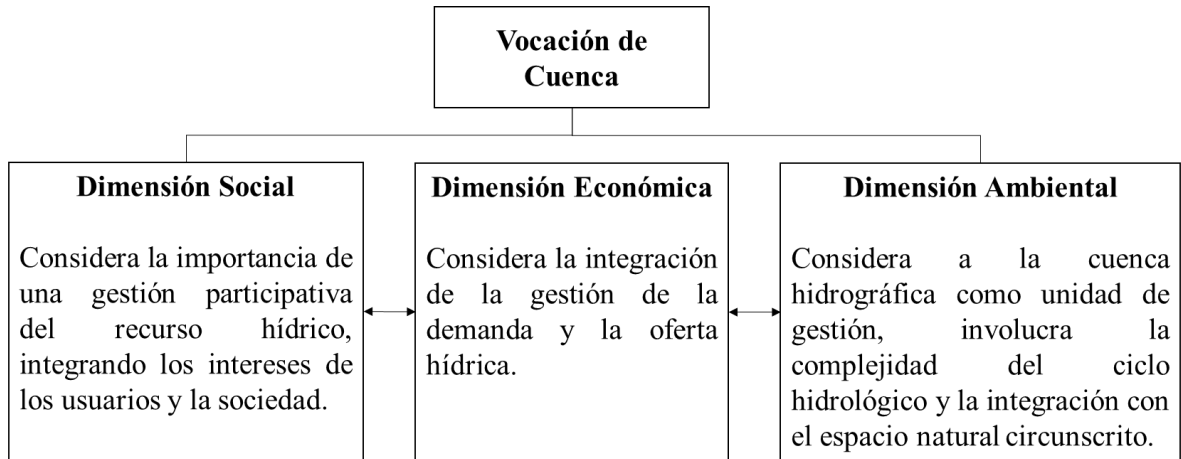 Vocación de
Cuenca
Dimensión Social
Considera la importancia de
una gestión participativa
del recurso hídrico,
integrando los intereses de
los usuarios y la sociedad.
Dimensión Económica
Considera la integración
de la gestión de la
demanda y la oferta
hídrica.
Dimensión Ambiental
Considera a la cuenca
hidrográfica como unidad de
gestión, involucra la
complejidad del ciclo
hidrológico y la integración con
el espacio natural circunscrito.